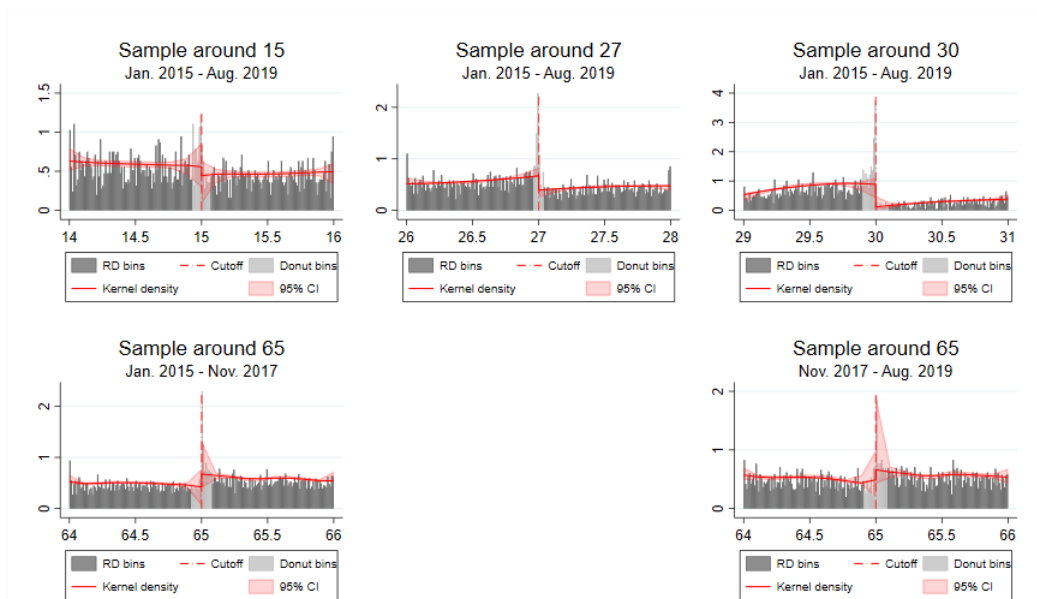 Sample around 15
Jan. 2015 - Aug. 2019
1.5
1
.5
0
14 14.5 15 15.5 16
RD bins Cutoff Donut bins
Kernel density 95% CI
Sample around 27
Jan. 2015 - Aug. 2019
2
1
0
26 26.5 27 27.5 28
RD bins Cutoff Donut bins
Kernel density 95% CI
Sample around 30
Jan. 2015 - Aug. 2019
4
3
2
1
0
29 29.5 30 30.5 31
RD bins Cutoff Donut bins
Kernel density 95% CI
Sample around 65
Jan. 2015 - Nov. 2017
2
1
0
64 64.5 65 65.5 66
RD bins Cutoff Donut bins
Kernel density 95% CI
Sample around 65
Nov. 2017 - Aug. 2019
2
1
0
64 64.5 65 65.5 66
RD bins Cutoff Donut bins
Kernel density 95% CI